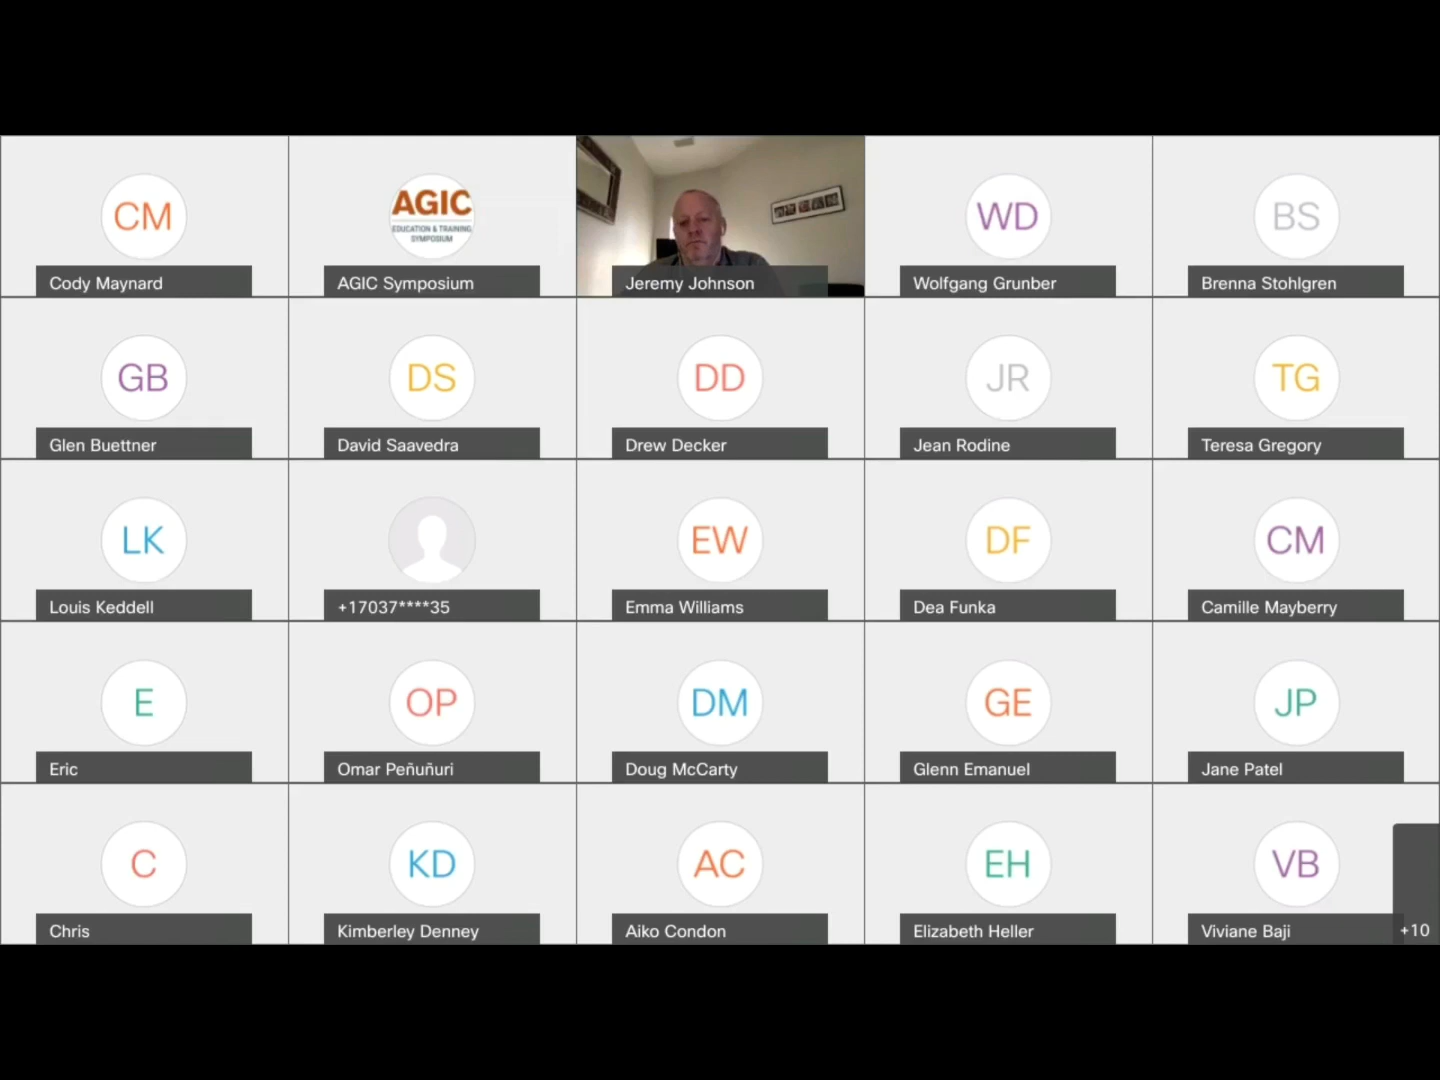 CM
Cody Maynard
AGIC
EDUCATION & TRAINING
SYMPOSIUM
AGIC Symposium
Jeremy Johnson
WD
Wolfgang Grunber
BS
Brenna Stohlgren
GB
Glen Buettner
DS
David Saavedra
DD
Drew Decker
JR
Jean Rodine
TG
Teresa Gregory
LK
Louis Keddell
+17037****35
EW
Emma Williams
DF
Dea Funka
CM
Camille Mayberry
E
Eric
OP
Omar Peñuñuri
DM
Doug McCarty
GE
Glenn Emanuel
JP
Jane Patel
C
Chris
KD
Kimberley Denney
AC
Aiko Condon
EH
Elizabeth Heller
VB
Viviane Baji
+10